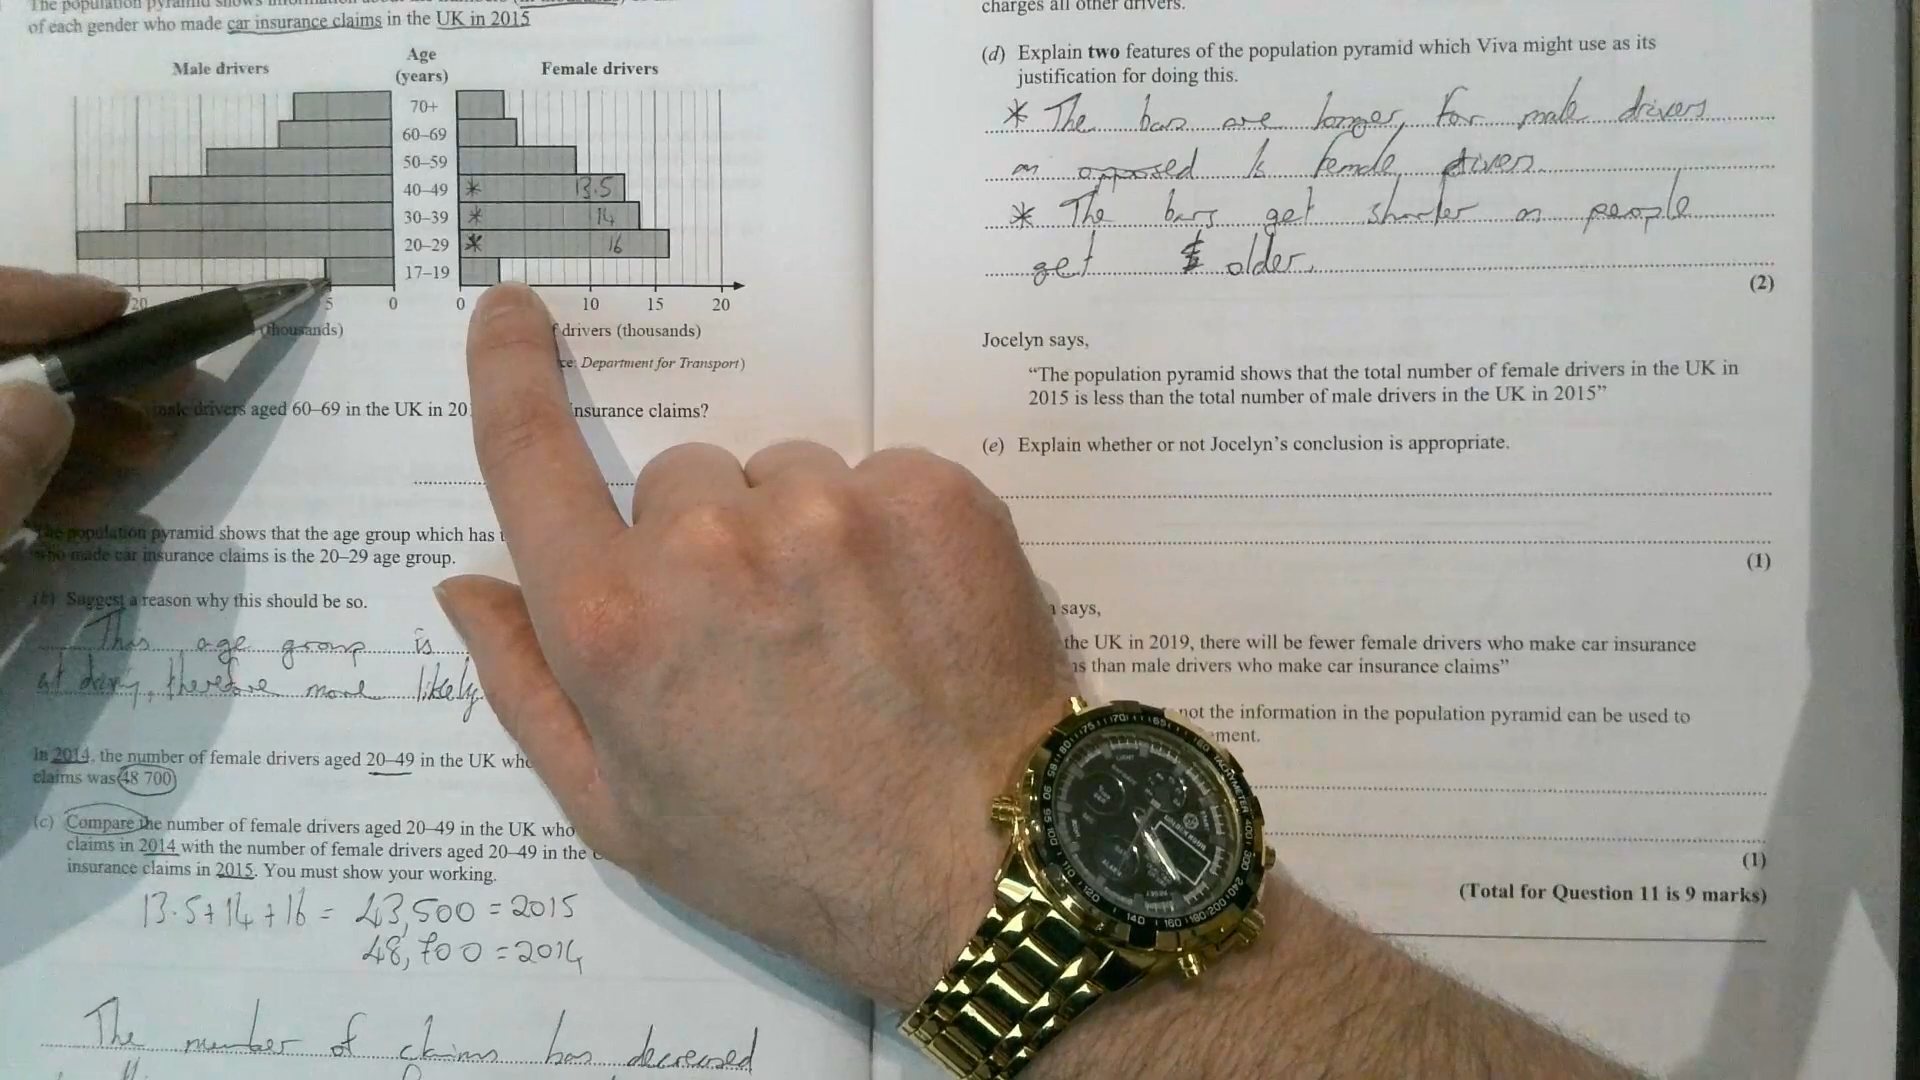 of each gender who made car insurance claims in the UK in 2015
Male drivers
Age
(years)
Female drivers
70+
60–69
50–59
40–49 * 13.5
30–39 * 14
20–29 * 16
17–19
20 5 0 0 10 15 20
(thousands)
drivers (thousands)
Department for Transport)
drivers aged 60–69 in the UK in 20
nsurance claims?
The population pyramid shows that the age group which has
who made car insurance claims is the 20–29 age group.
(b) Suggest a reason why this should be so.
This age group is
at driving, therefore more likely
In 2014, the number of female drivers aged 20–49 in the UK who
claims was 48 700
(c) Compare the number of female drivers aged 20–49 in the UK who
claims in 2014 with the number of female drivers aged 20–49 in the
insurance claims in 2015. You must show your working.
13.5+14+16 = 43,500 = 2015
48,700 = 2014
The number of claims has decreased
charges all other drivers.
(d) Explain two features of the population pyramid which Viva might use as its
justification for doing this.
* The bars are longer, for male drivers
as opposed to female drivers.
* The bars get shorter as people
get older.
(2)
Jocelyn says,
“The population pyramid shows that the total number of female drivers in the UK in
2015 is less than the total number of male drivers in the UK in 2015”
(e) Explain whether or not Jocelyn’s conclusion is appropriate.
(1)
says,
the UK in 2019, there will be fewer female drivers who make car insurance
than male drivers who make car insurance claims”
not the information in the population pyramid can be used to
(1)
(Total for Question 11 is 9 marks)